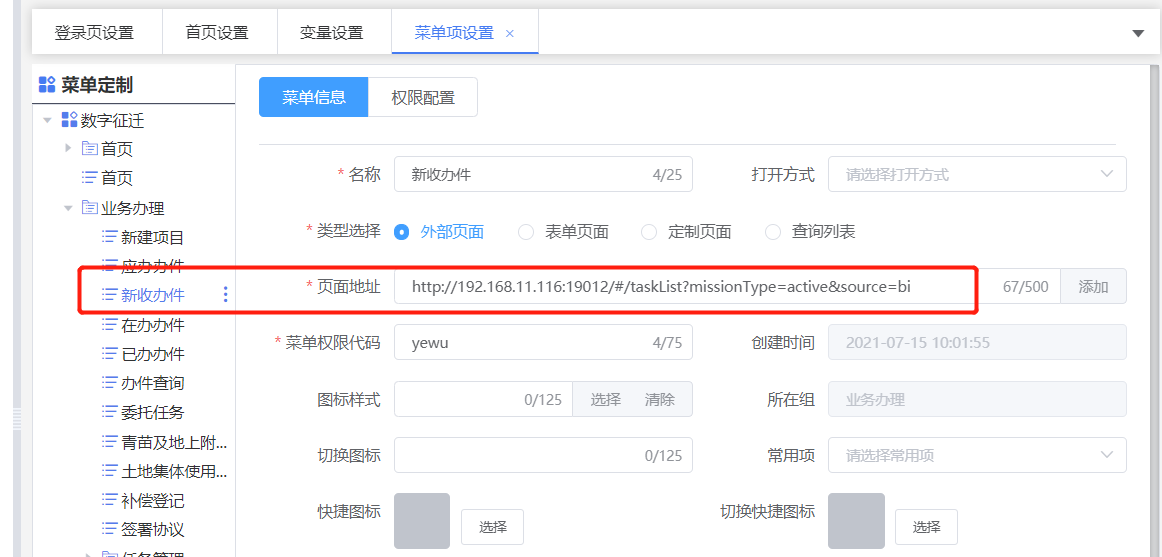 登录页设置 首页设置 变量设置 菜单项设置 ×
菜单定制
数字征迁
首页
首页
业务办理
新建项目
应办办件
新收办件
在办办件
已办办件
办件查询
委托任务
青苗及地上附...
土地集体使用...
补偿登记
签署协议
任务管理
菜单信息 权限配置
* 名称 新收办件 4/25 打开方式 请选择打开方式
* 类型选择 外部页面 表单页面 定制页面 查询列表
* 页面地址 http://192.168.11.116:19012/#/taskList?missionType=active&source=bi 67/500 添加
* 菜单权限代码 yewu 4/75 创建时间 2021-07-15 10:01:55
图标样式 0/125 选择 清除 所在组 业务办理
切换图标 0/125 常用项 请选择常用项
快捷图标 选择 切换快捷图标 选择